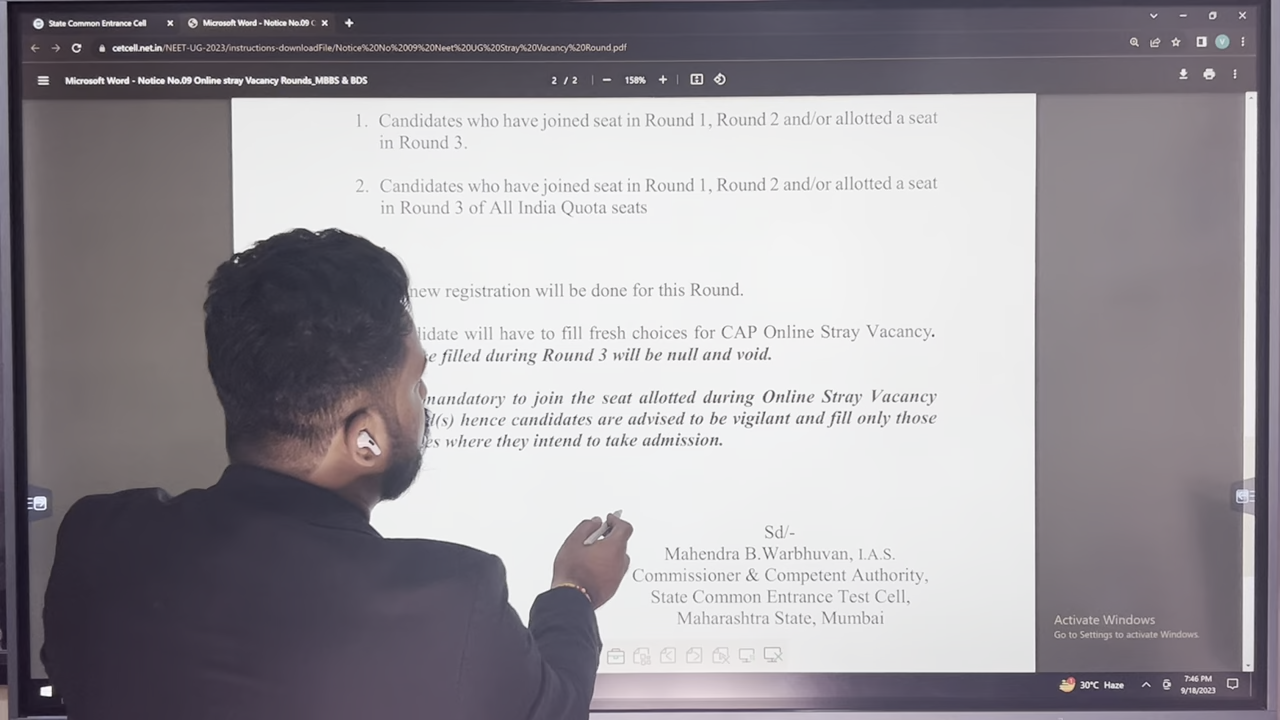 State Common Entrance Cell
Microsoft Word - Notice No.09
cetcell.net.in/NEET-UG-2023/instructions-downloadFile/Notice%20No%2009%20Neet%20UG%20Stray%20Vacancy%20Round.pdf
Microsoft Word - Notice No.09 Online stray Vacancy Rounds_MBBS & BDS
2 / 2
158%
V
1. Candidates who have joined seat in Round 1, Round 2 and/or allotted a seat
in Round 3.
2. Candidates who have joined seat in Round 1, Round 2 and/or allotted a seat
in Round 3 of All India Quota seats
new registration will be done for this Round.
will have to fill fresh choices for CAP Online Stray Vacancy.
filled during Round 3 will be null and void.
mandatory to join the seat allotted during Online Stray Vacancy
hence candidates are advised to be vigilant and fill only those
where they intend to take admission.
Sd/-
Mahendra B.Warbhuvan, I.A.S.
Commissioner & Competent Authority,
State Common Entrance Test Cell,
Maharashtra State, Mumbai
Activate Windows
Go to Settings to activate Windows.
30°C Haze
7:46 PM
9/18/2023